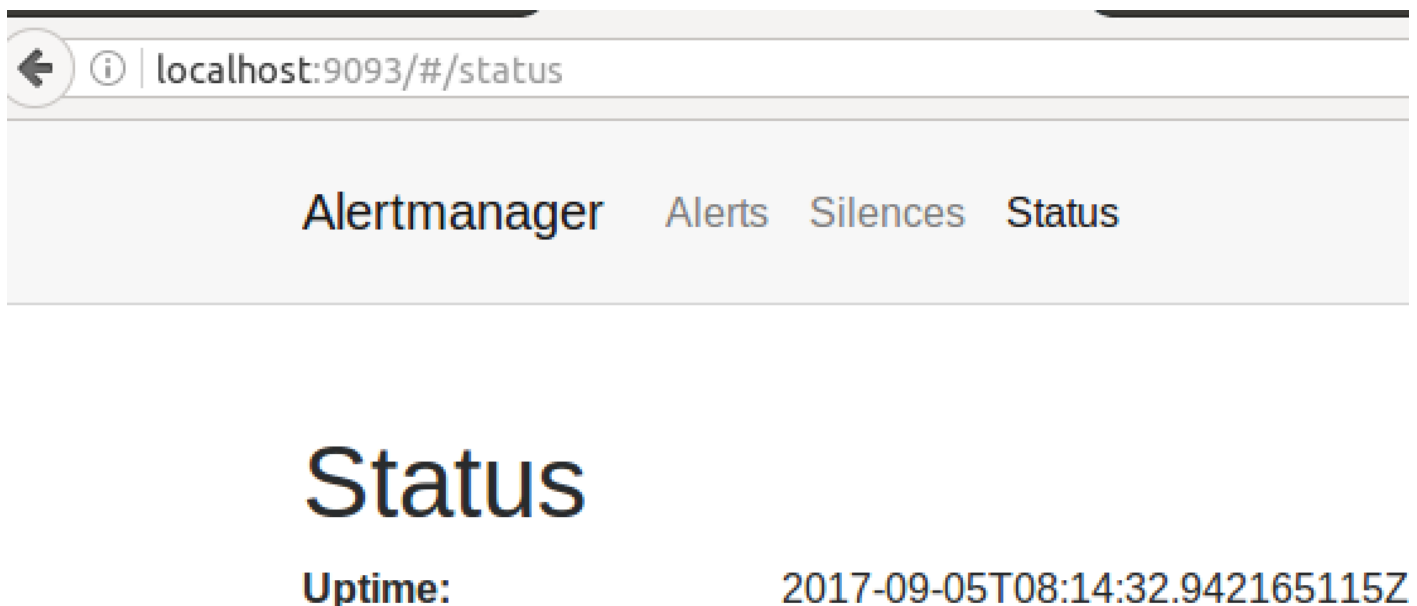 localhost:9093/#/status
Alertmanager Alerts Silences Status
Status
Uptime: 2017-09-05T08:14:32.942165115Z